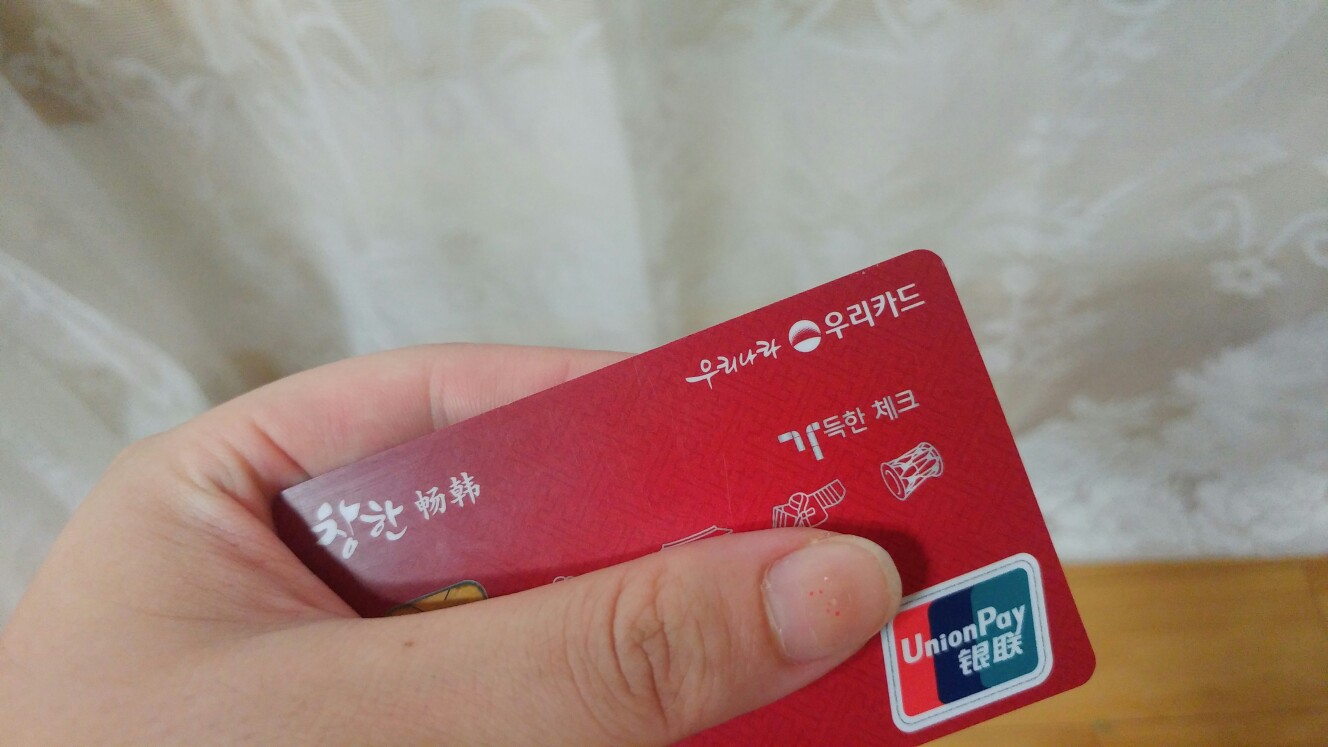 우리나라 우리카드
가득한 체크
창한 畅韩
UnionPay
银联